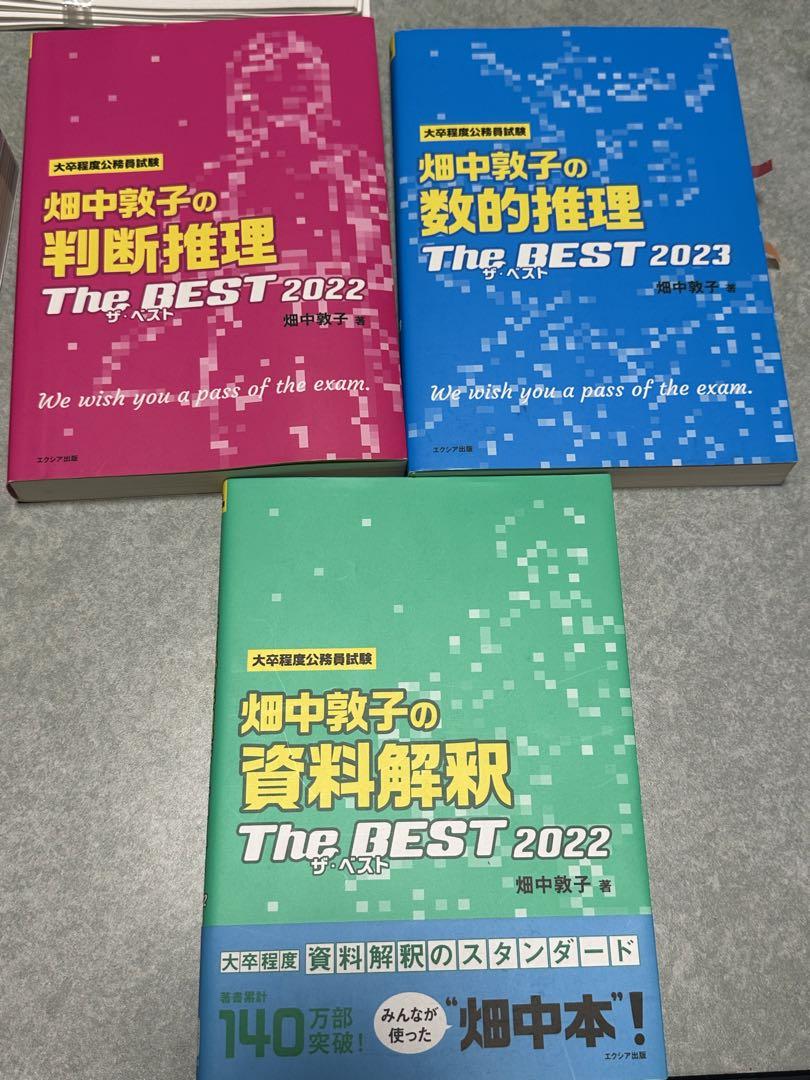 大卒程度公務員試験
畑中敦子の
判断推理
The BEST 2022
ザ・ベスト
畑中敦子 著
We wish you a pass of the exam.
エクシア出版
大卒程度公務員試験
畑中敦子の
数的推理
The BEST 2023
ザ・ベスト
畑中敦子 著
We wish you a pass of the exam.
エクシア出版
大卒程度公務員試験
畑中敦子の
資料解釈
The BEST 2022
ザ・ベスト
畑中敦子 著
大卒程度 資料解釈のスタンダード
著書累計
140万部突破!
みんなが
使った
"畑中本"!
エクシア出版